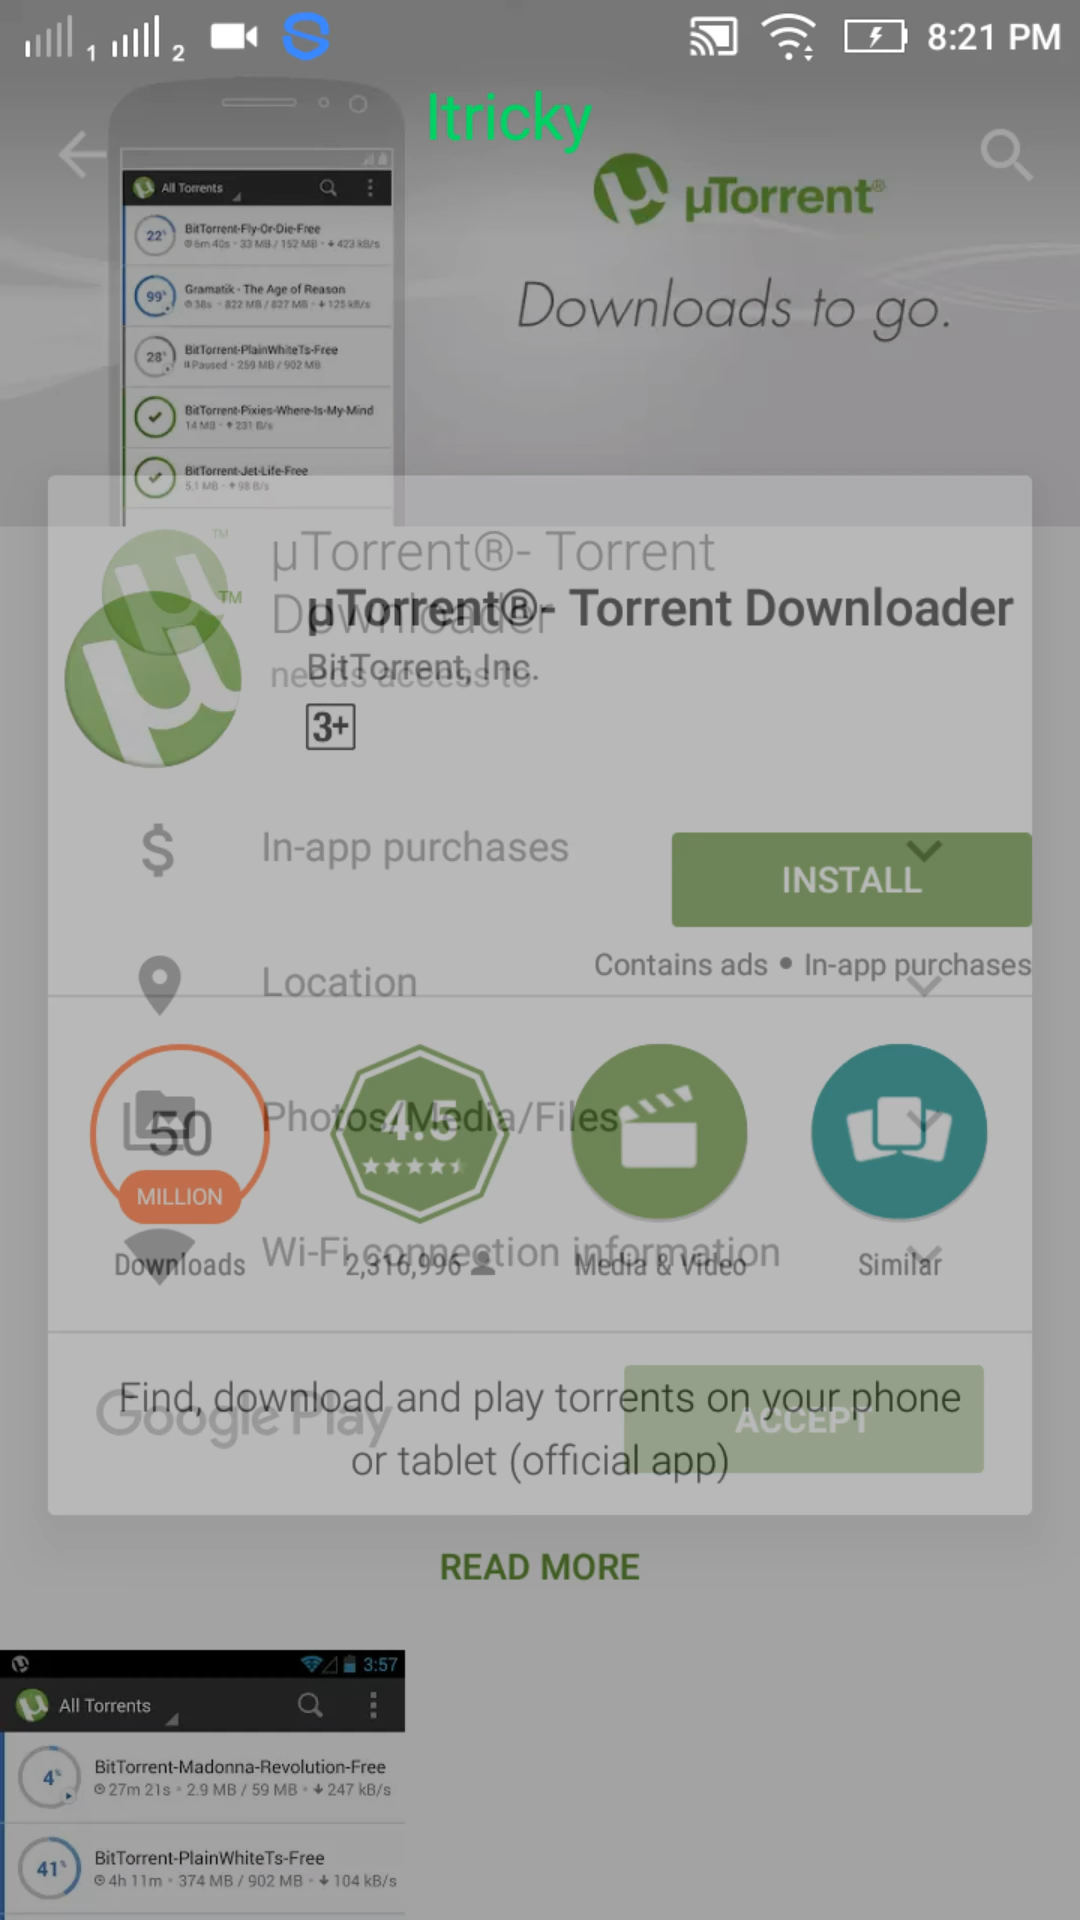 1 2 8:21 PM
ltricky
µTorrent®
Downloads to go.
All Torrents
22%
BitTorrent-Fly-Or-Die-Free
6m 40s • 33 MB / 152 MB • 423 kB/s
99%
Gramatik - The Age of Reason
38s • 822 MB / 827 MB • 125 kB/s
28%
BitTorrent-PlainWhiteTs-Free
Paused • 259 MB / 902 MB
BitTorrent-Pixies-Where-Is-My-Mind
14 MB • 231 B/s
BitTorrent-Jet-Life-Free
5.1 MB • 98 B/s
µTorrent®- Torrent
Downloader
needs access to
TM
TM
µTorrent®- Torrent Downloader
BitTorrent, Inc.
3+
In-app purchases
INSTALL
Contains ads • In-app purchases
Location
50
MILLION
Downloads
4.5
2,316,996
Photos/Media/Files
Media & Video
Similar
Wi-Fi connection information
Find, download and play torrents on your phone
or tablet (official app)
Google Play
ACCEPT
READ MORE
3:57
All Torrents
4%
BitTorrent-Madonna-Revolution-Free
27m 21s • 2.9 MB / 59 MB • 247 kB/s
41%
BitTorrent-PlainWhiteTs-Free
4h 11m • 374 MB / 902 MB • 104 kB/s